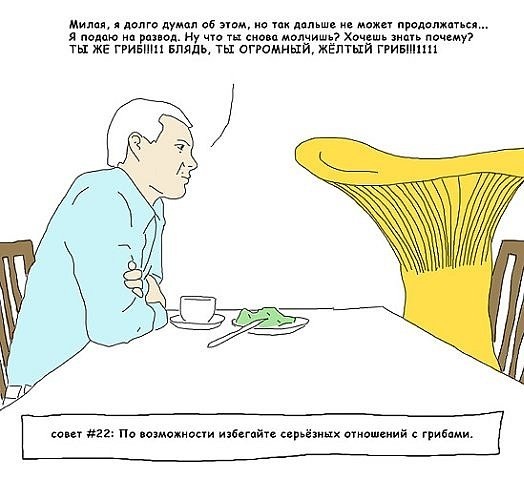 Милая, я долго думал об этом, но так дальше не может продолжаться...
Я подаю на развод. Ну что ты снова молчишь? Хочешь знать почему?
ТЫ ЖЕ ГРИБ!!!11 БЛЯДЬ, ТЫ ОГРОМНЫЙ, ЖЁЛТЫЙ ГРИБ!!!1111
совет #22: По возможности избегайте серьёзных отношений с грибами.